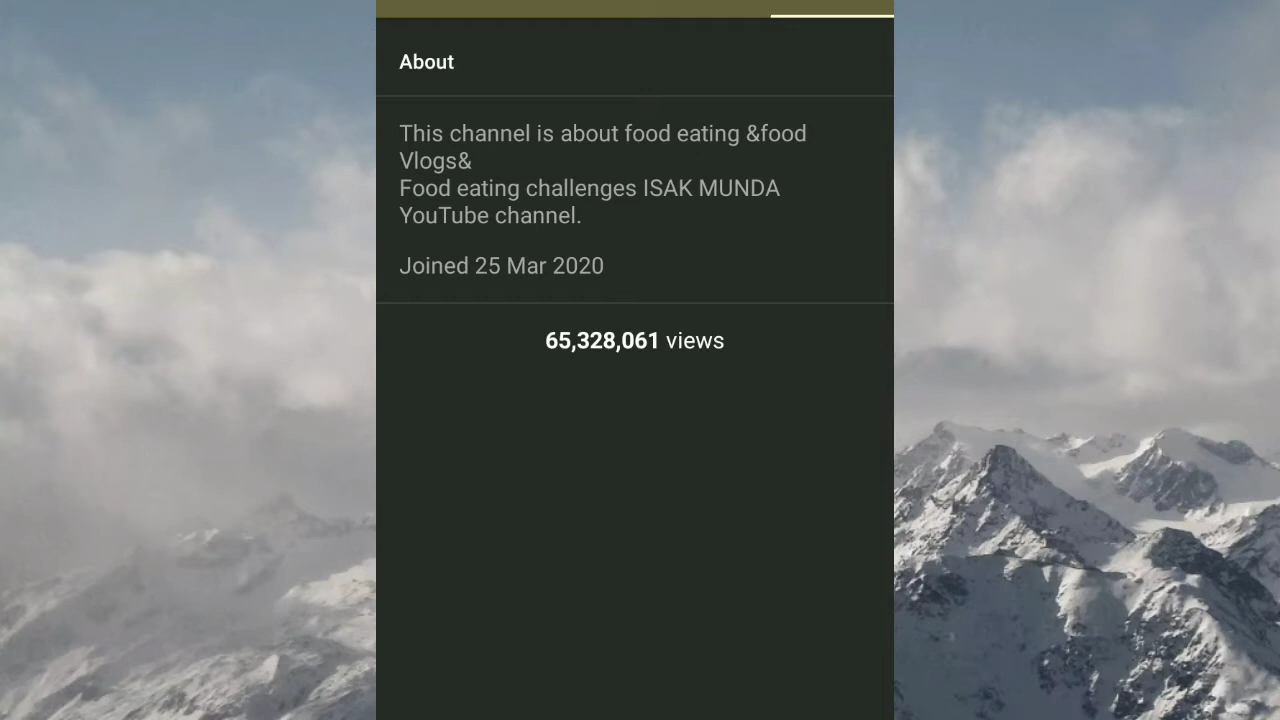 About
This channel is about food eating &food
Vlogs&
Food eating challenges ISAK MUNDA
YouTube channel.
Joined 25 Mar 2020
65,328,061 views